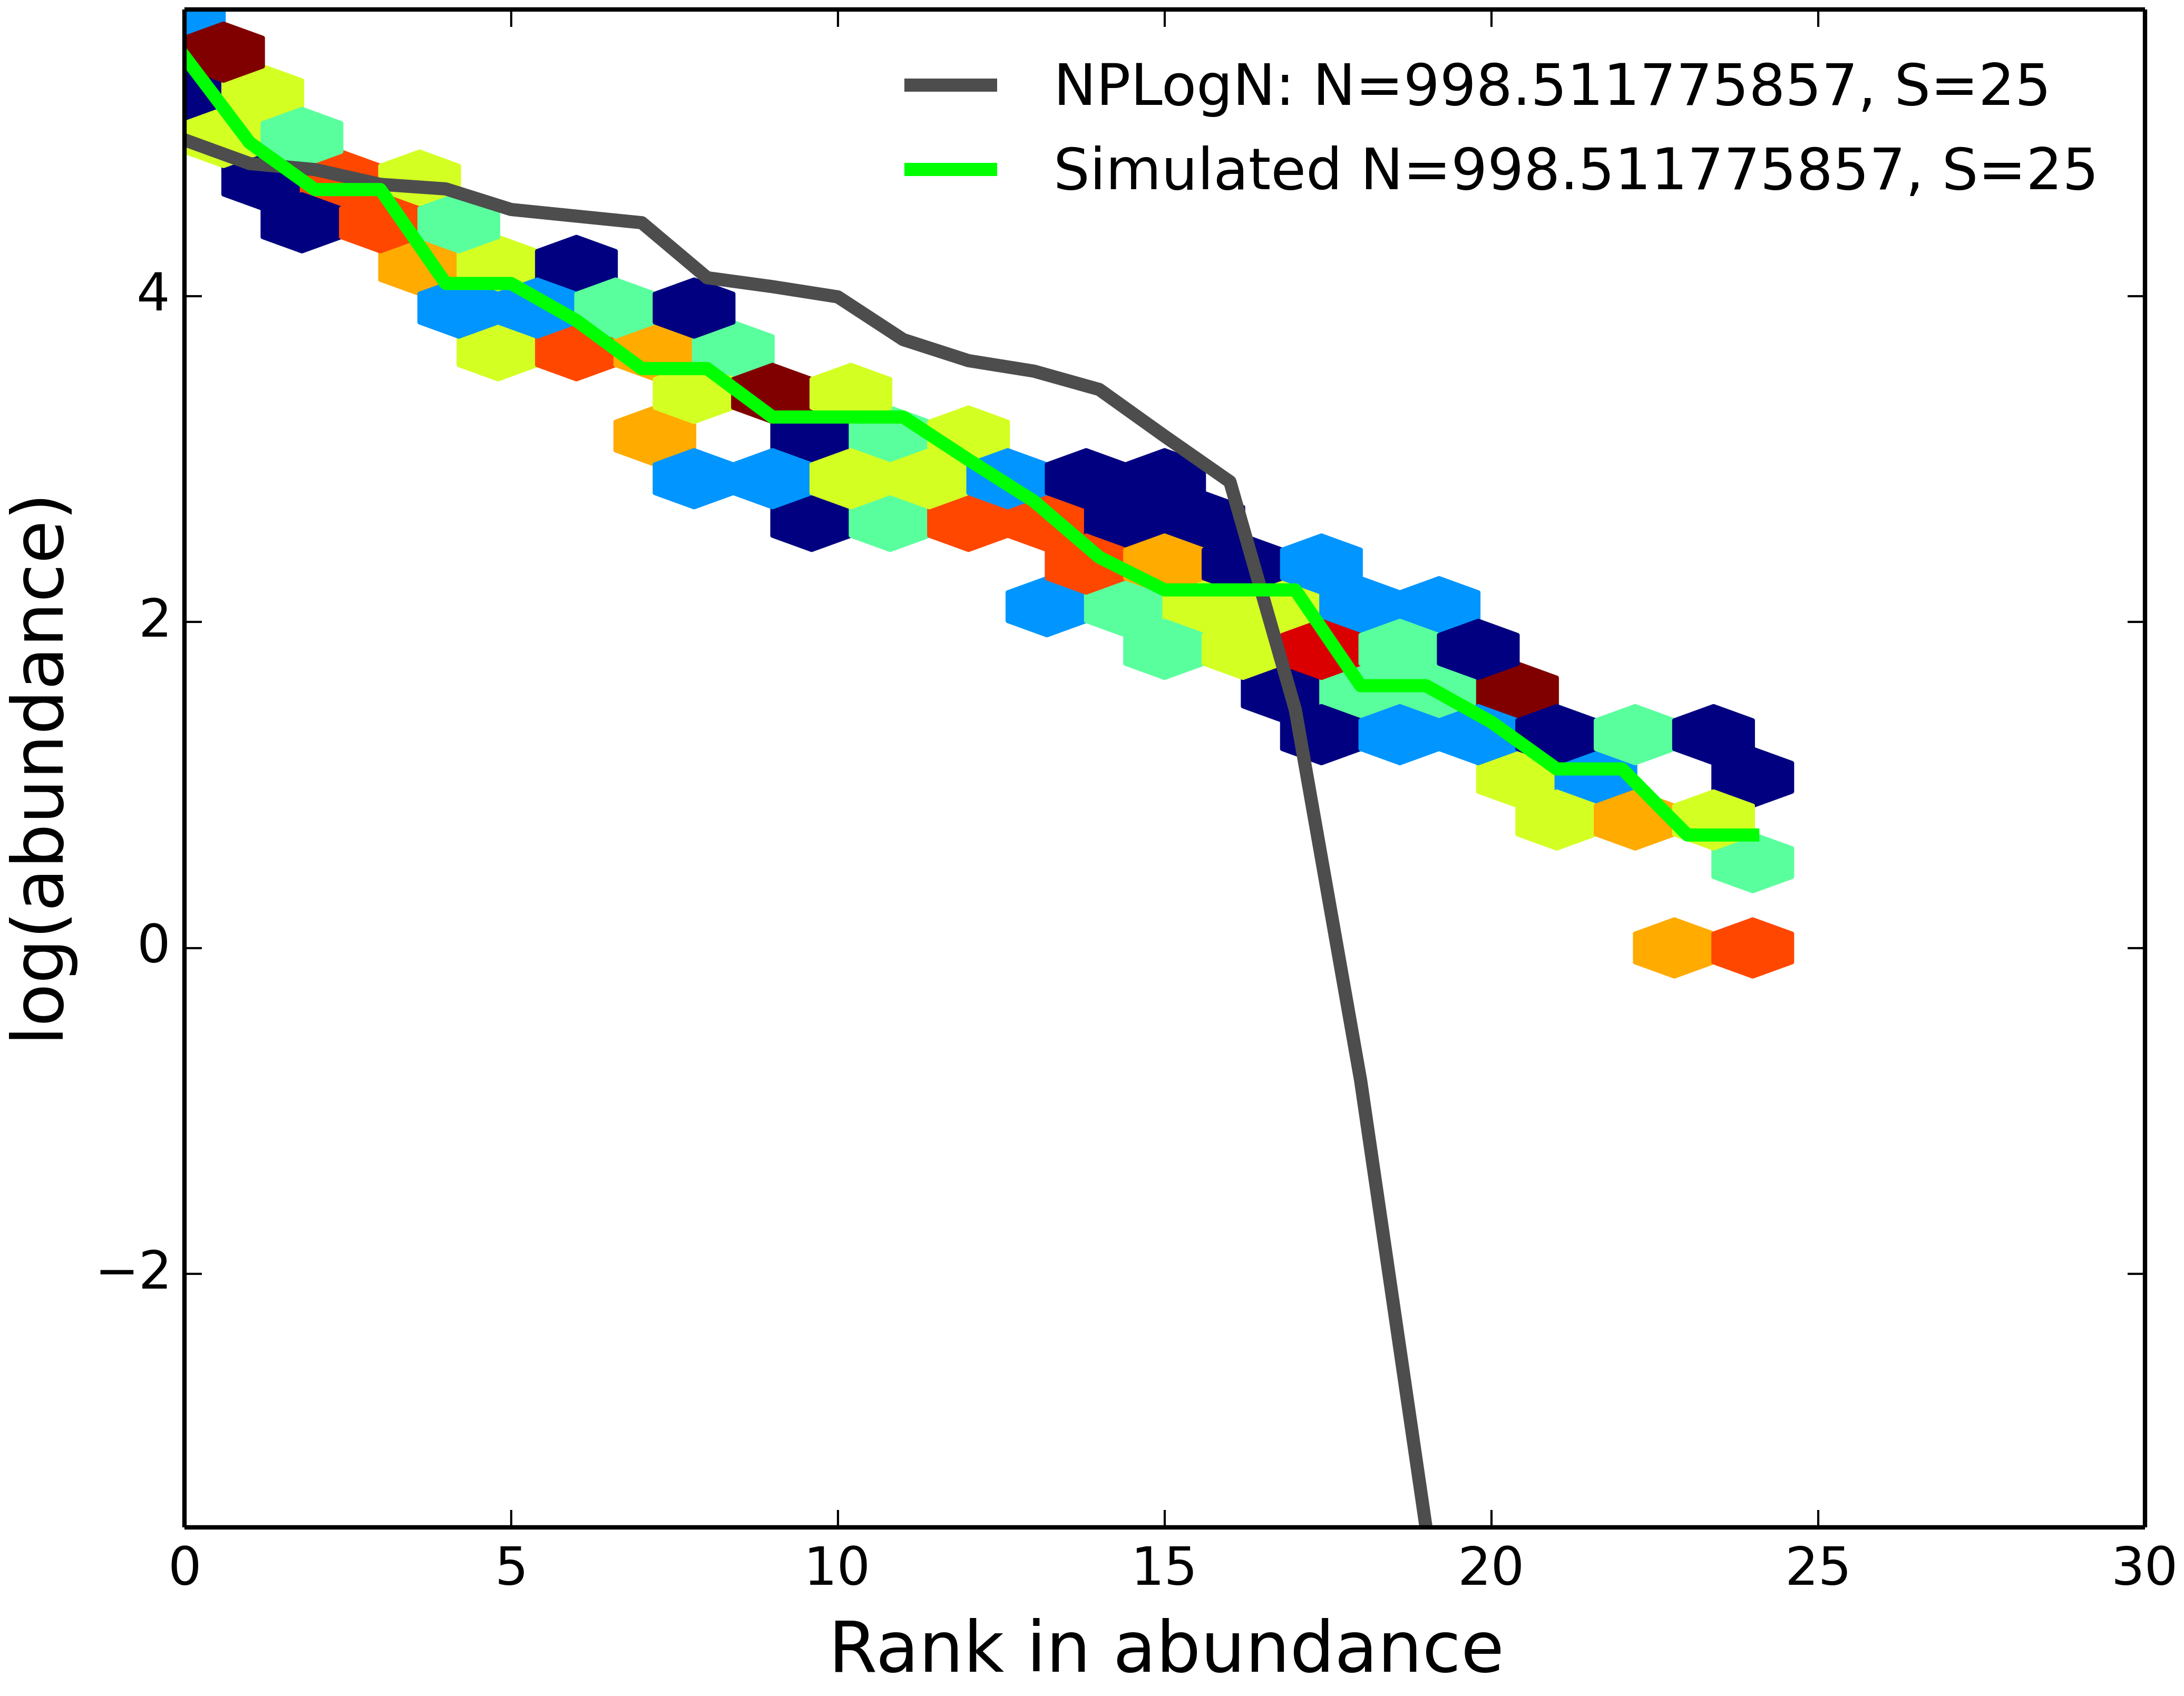 NPLogN: N=998.511775857, S=25
Simulated N=998.511775857, S=25
log(abundance)
4
2
0
−2
0 5 10 15 20 25 30
Rank in abundance